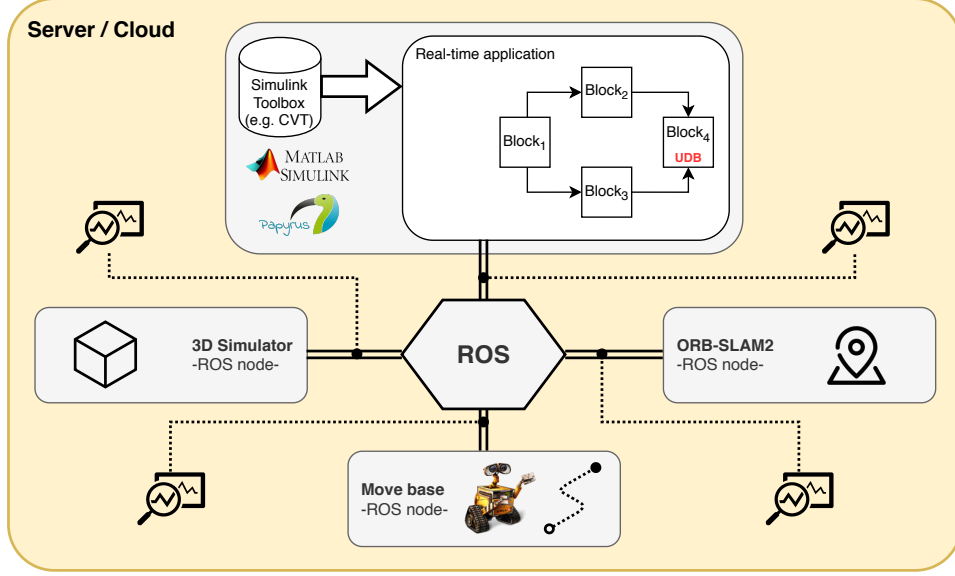 Server / Cloud
Simulink
Toolbox
(e.g. CVT)
MATLAB
SIMULINK
Papyrus
Real-time application
Block1
Block2
Block3
Block4
UDB
3D Simulator
-ROS node-
ROS
ORB-SLAM2
-ROS node-
Move base
-ROS node-